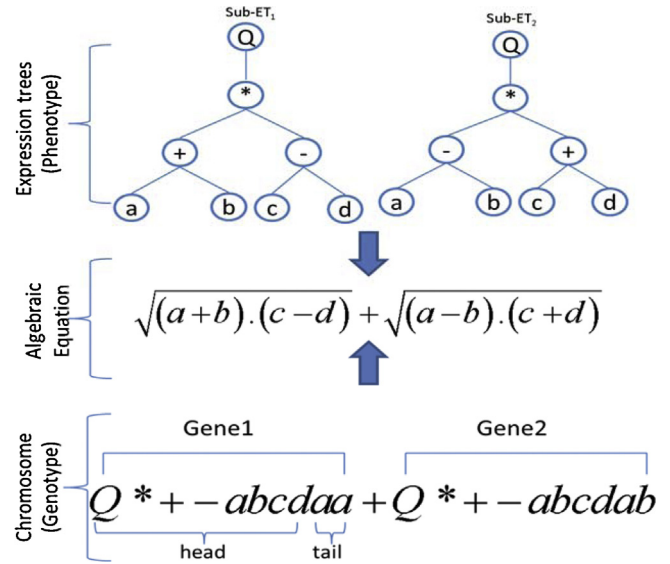 Sub-ET₁ Sub-ET₂
Q Q
* *
+ - - +
a b c d a b c d
Expression trees
(Phenotype)
√(a+b).(c−d) + √(a−b).(c+d)
Algebraic
Equation
Gene1 Gene2
Q*+−abcdaa+Q*+−abcdab
head tail
Chromosome
(Genotype)